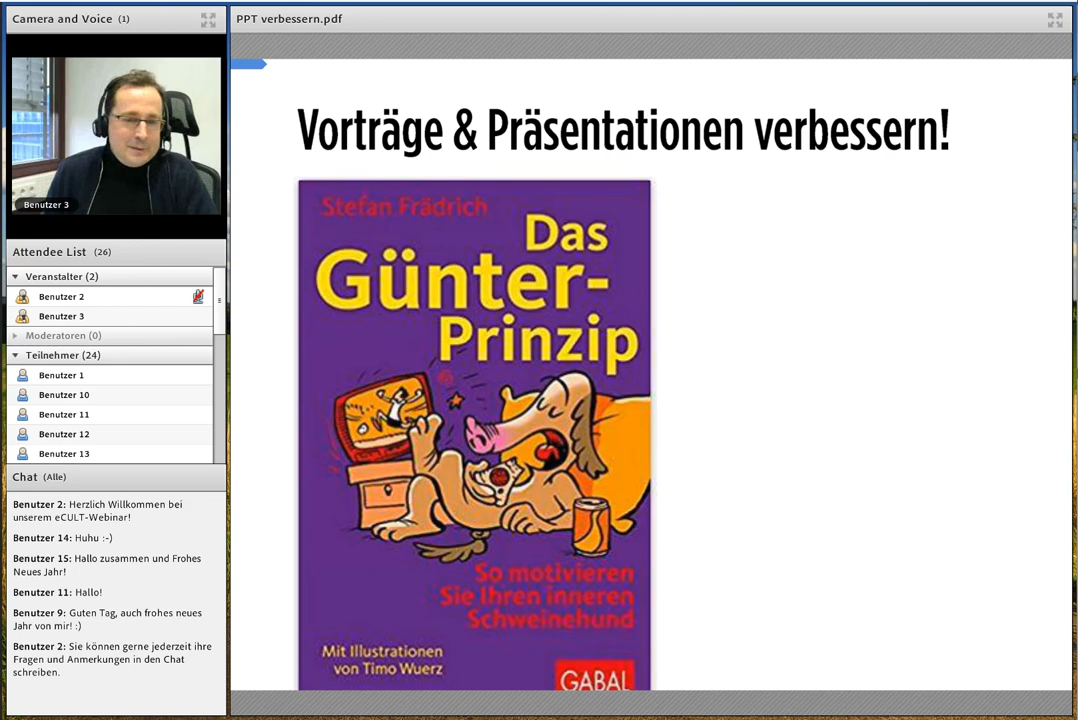 Camera and Voice (1)
Benutzer 3
Attendee List (26)
Veranstalter (2)
Benutzer 2
Benutzer 3
Moderatoren (0)
Teilnehmer (24)
Benutzer 1
Benutzer 10
Benutzer 11
Benutzer 12
Benutzer 13
Chat (Alle)
Benutzer 2: Herzlich Willkommen bei
unserem eCULT-Webinar!
Benutzer 14: Huhu :-)
Benutzer 15: Hallo zusammen und Frohes
Neues Jahr!
Benutzer 11: Hallo!
Benutzer 9: Guten Tag, auch frohes neues
Jahr von mir! :)
Benutzer 2: Sie können gerne jederzeit ihre
Fragen und Anmerkungen in den Chat
schreiben.
PPT verbessern.pdf
Vorträge & Präsentationen verbessern!
Stefan Frädrich
Das
Günter-
Prinzip
So motivieren
Sie Ihren inneren
Schweinehund
Mit Illustrationen
von Timo Wuerz
GABAL